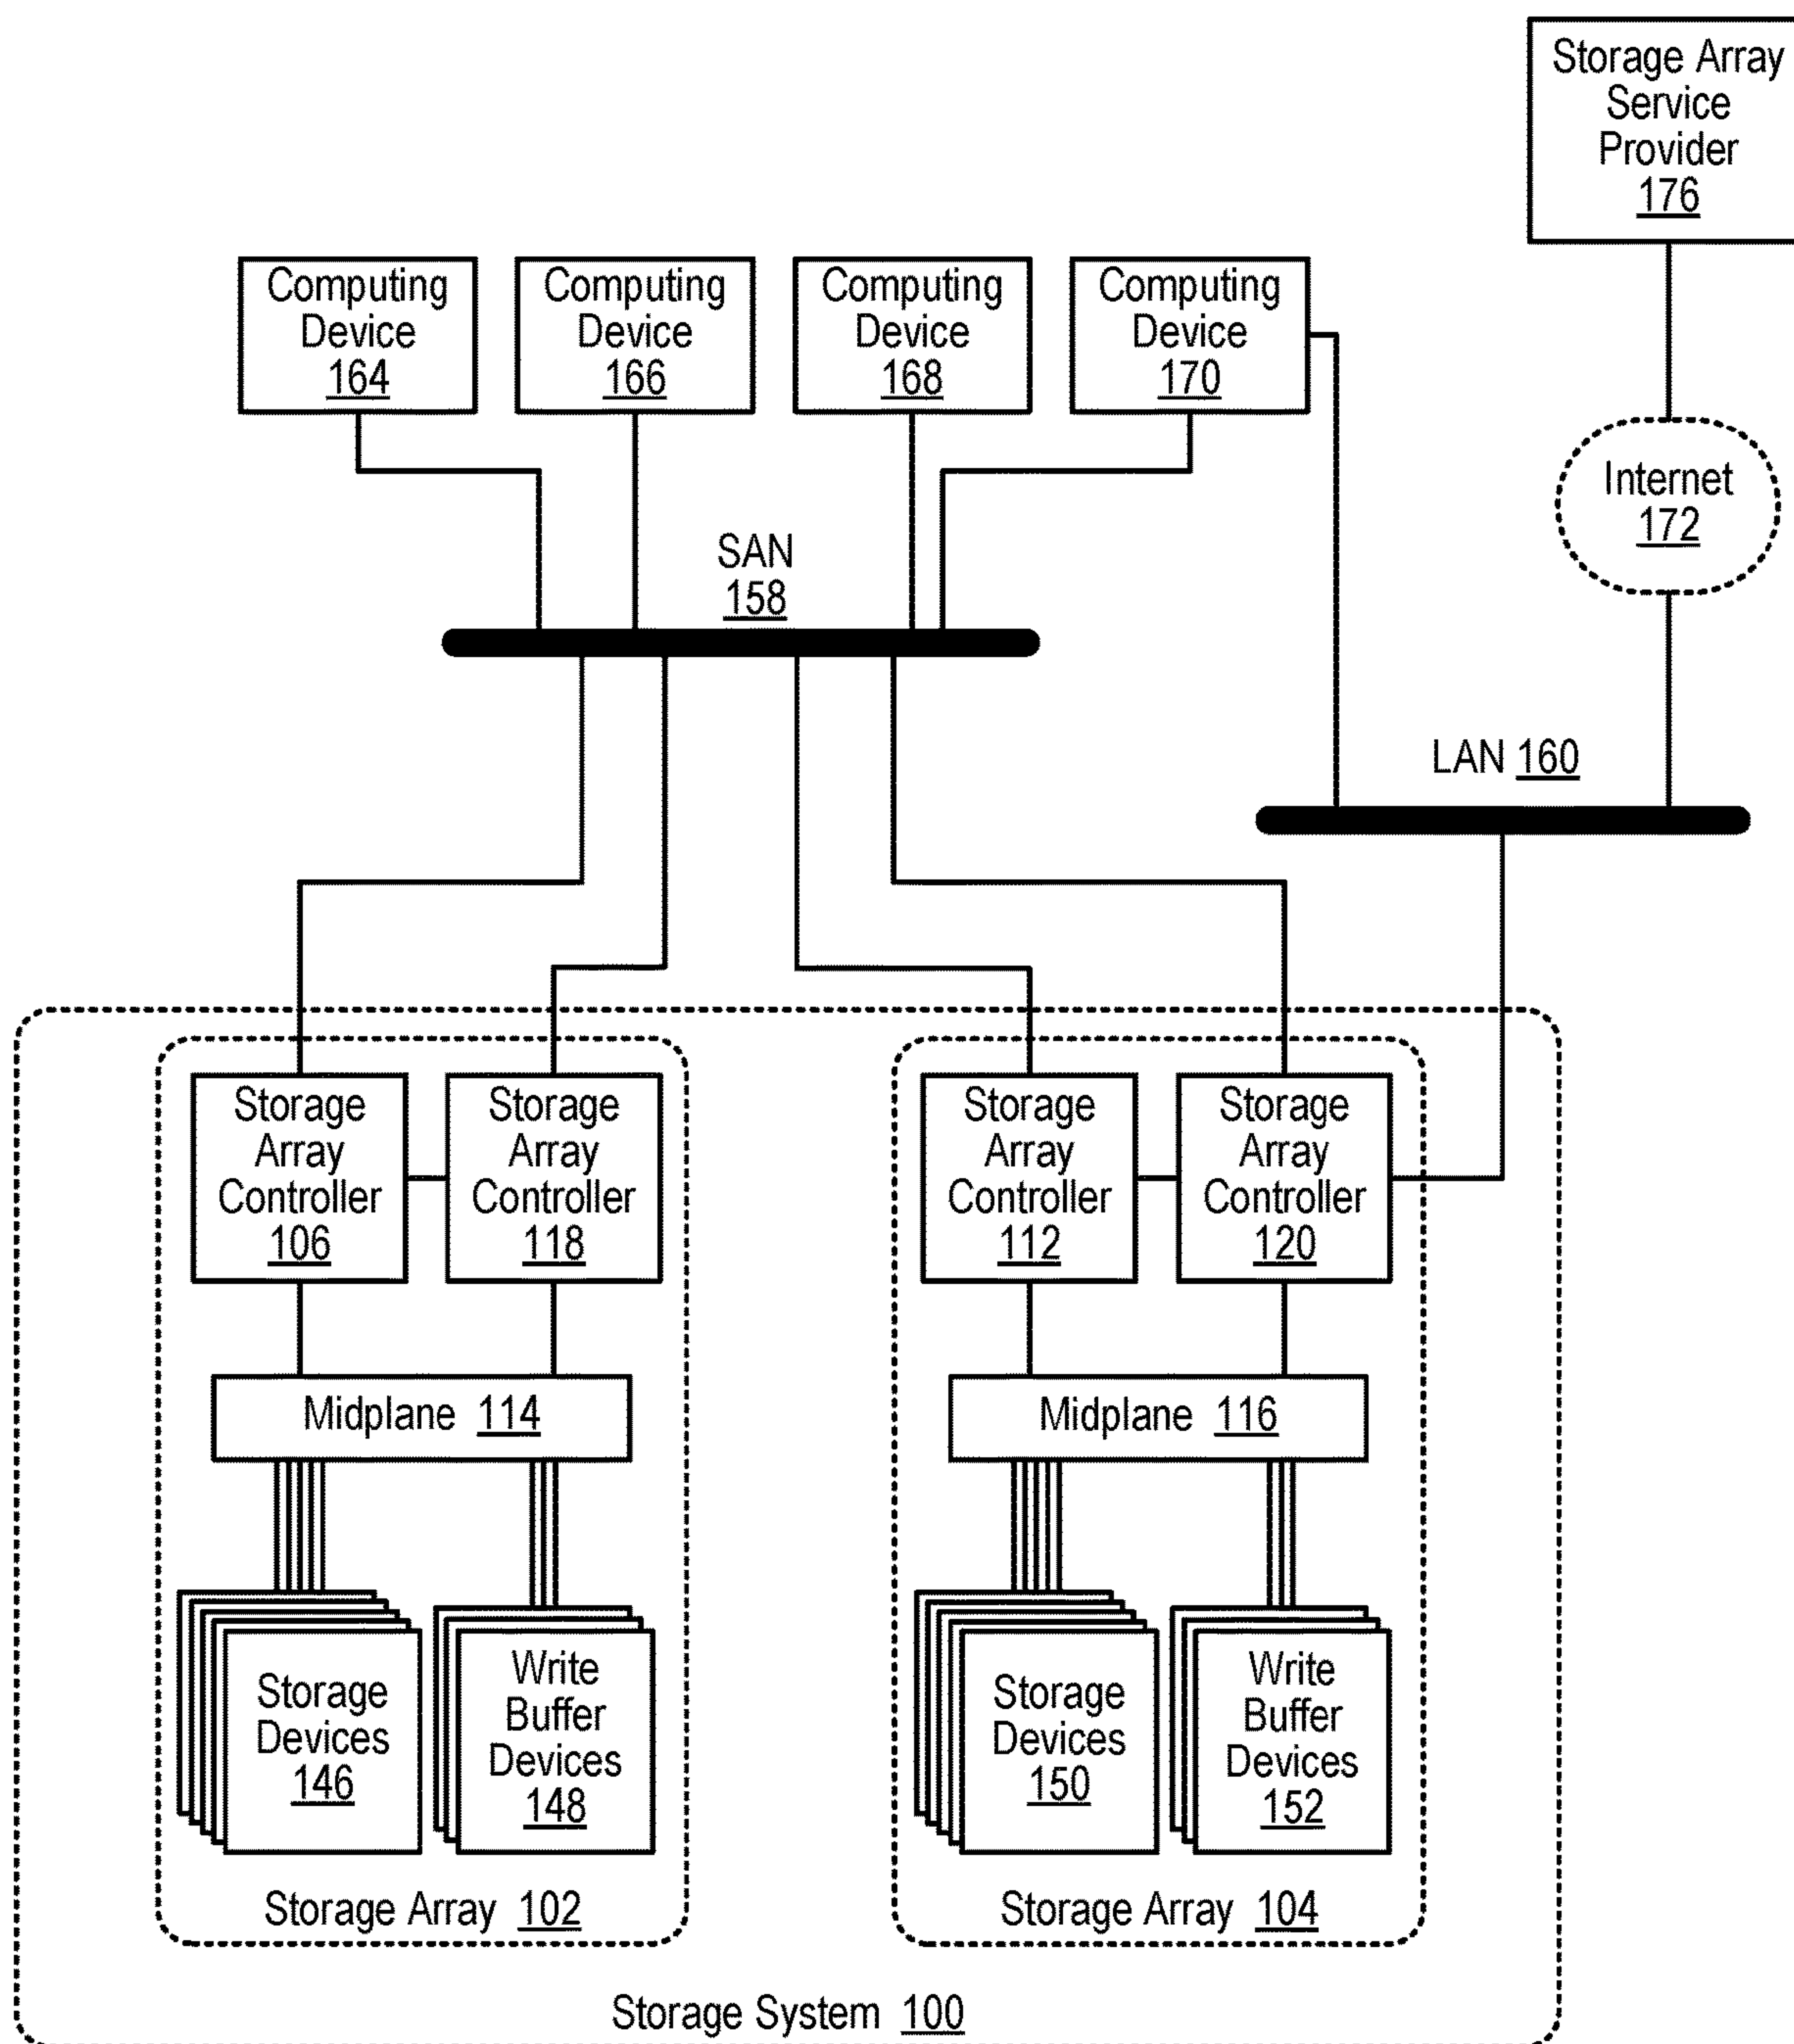 Storage Array
Service
Provider
176
Computing
Device
164
Computing
Device
166
Computing
Device
168
Computing
Device
170
Internet
172
SAN
158
LAN 160
Storage
Array
Controller
106
Storage
Array
Controller
118
Storage
Array
Controller
112
Storage
Array
Controller
120
Midplane 114
Midplane 116
Storage
Devices
146
Write
Buffer
Devices
148
Storage
Devices
150
Write
Buffer
Devices
152
Storage Array 102
Storage Array 104
Storage System 100